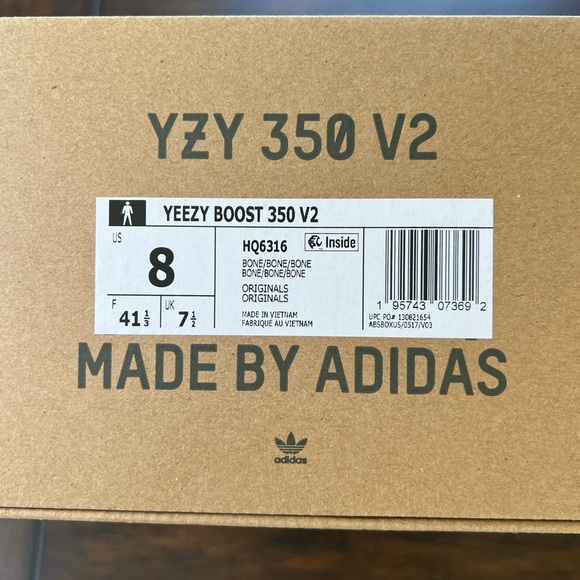 YZY 350 V2
YEEZY BOOST 350 V2
US
8
F
41 1/3
UK
7 1/2
HQ6316
Inside
BONE/BONE/BONE
BONE/BONE/BONE
ORIGINALS
ORIGINALS
MADE IN VIETNAM
FABRIQUE AU VIETNAM
1 95743 07369 2
UPC PO# 130821654
ABSBOXUS/0517/V03
MADE BY ADIDAS
adidas